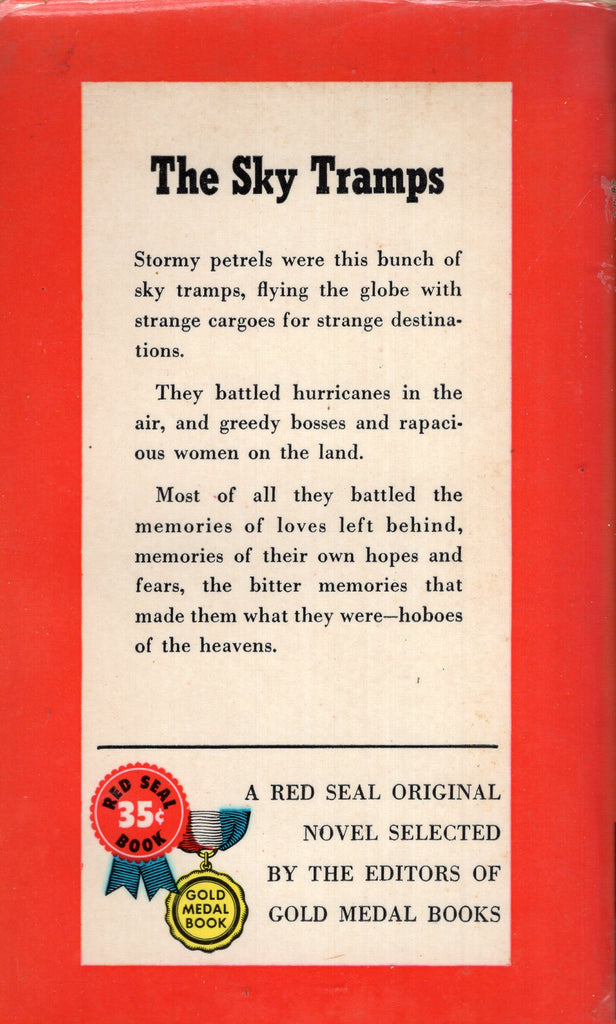 The Sky Tramps
Stormy petrels were this bunch of
sky tramps, flying the globe with
strange cargoes for strange destina-
tions.
They battled hurricanes in the
air, and greedy bosses and rapaci-
ous women on the land.
Most of all they battled the
memories of loves left behind,
memories of their own hopes and
fears, the bitter memories that
made them what they were—hoboes
of the heavens.
RED SEAL
35¢
BOOK
GOLD
MEDAL
BOOK
A RED SEAL ORIGINAL
NOVEL SELECTED
BY THE EDITORS OF
GOLD MEDAL BOOKS